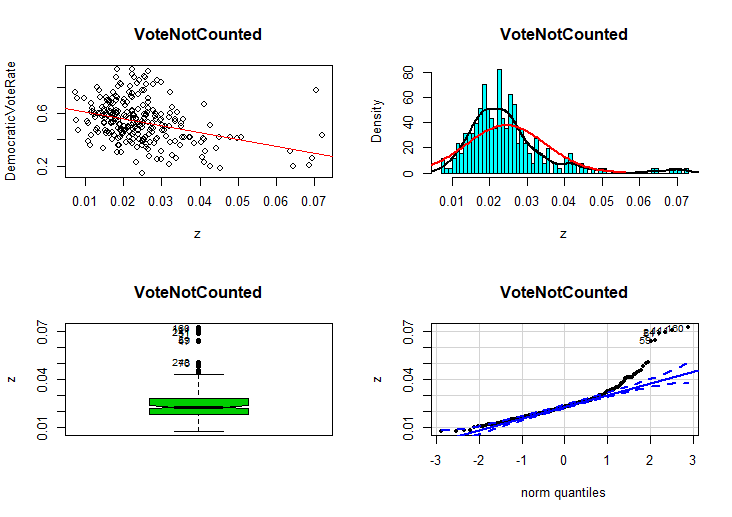 VoteNotCounted
DemocraticVoteRate
0.6
0.2
0.01 0.02 0.03 0.04 0.05 0.06 0.07
z
VoteNotCounted
Density
80
60
40
20
0
0.01 0.02 0.03 0.04 0.05 0.06 0.07
z
VoteNotCounted
z
0.07
0.04
0.01
VoteNotCounted
z
0.07
0.04
0.01
-3 -2 -1 0 1 2 3
norm quantiles